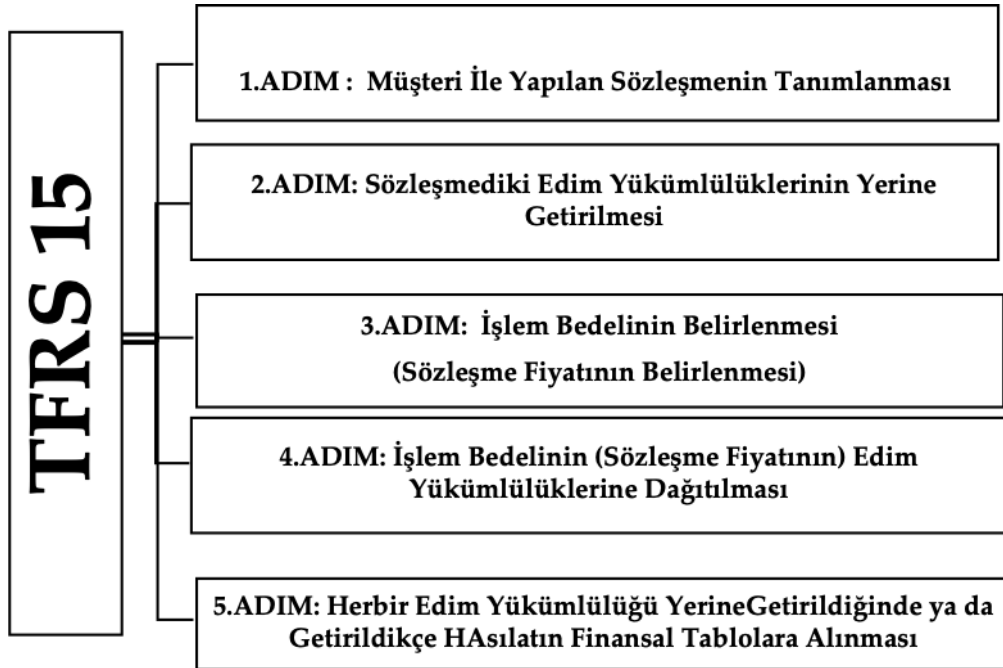 TFRS 15
1.ADIM : Müşteri İle Yapılan Sözleşmenin Tanımlanması
2.ADIM: Sözleşmediki Edim Yükümlülüklerinin Yerine
Getirilmesi
3.ADIM: İşlem Bedelinin Belirlenmesi
(Sözleşme Fiyatının Belirlenmesi)
4.ADIM: İşlem Bedelinin (Sözleşme Fiyatının) Edim
Yükümlülüklerine Dağıtılması
5.ADIM: Herbir Edim Yükümlülüğü YerineGetirildiğinde ya da
Getirildikçe HAsılatın Finansal Tablolara Alınması